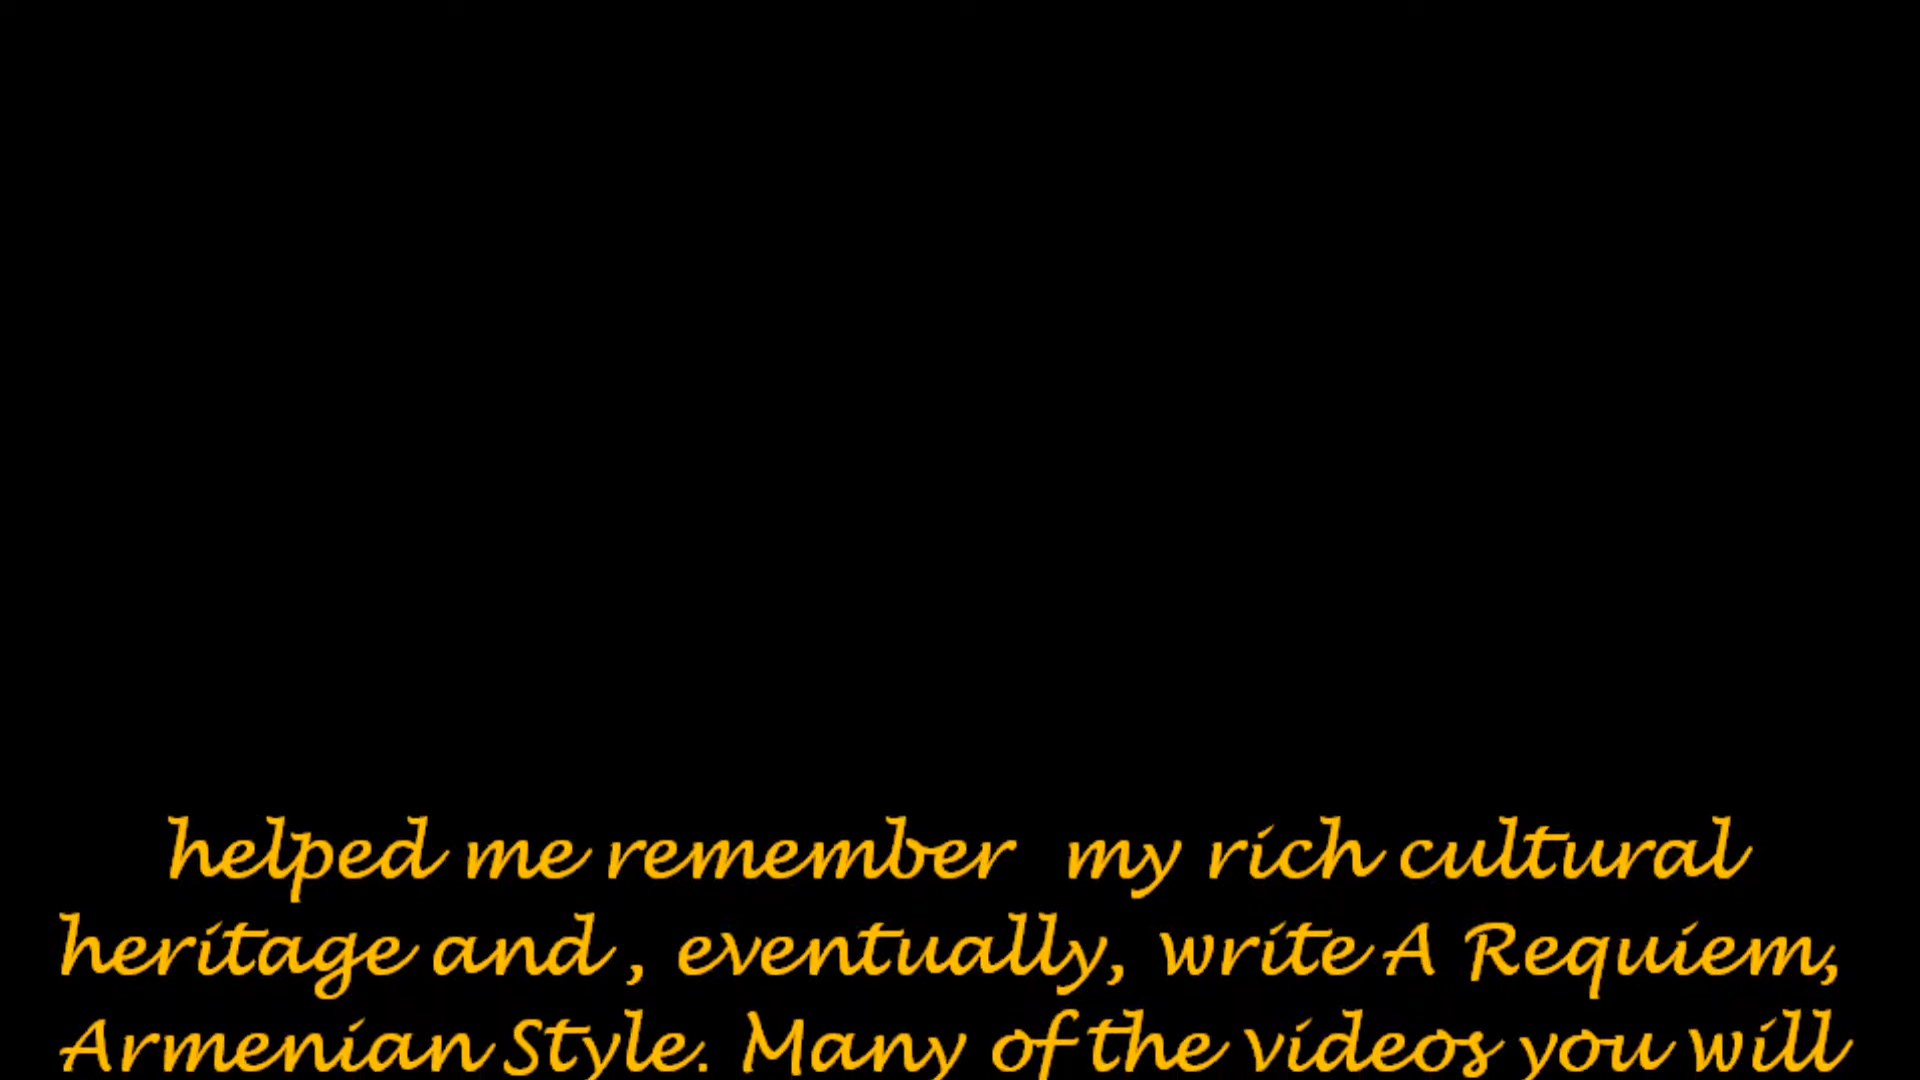 helped me remember  my rich cultural
heritage and , eventually, write A Requiem,
Armenian Style. Many of the videos you will